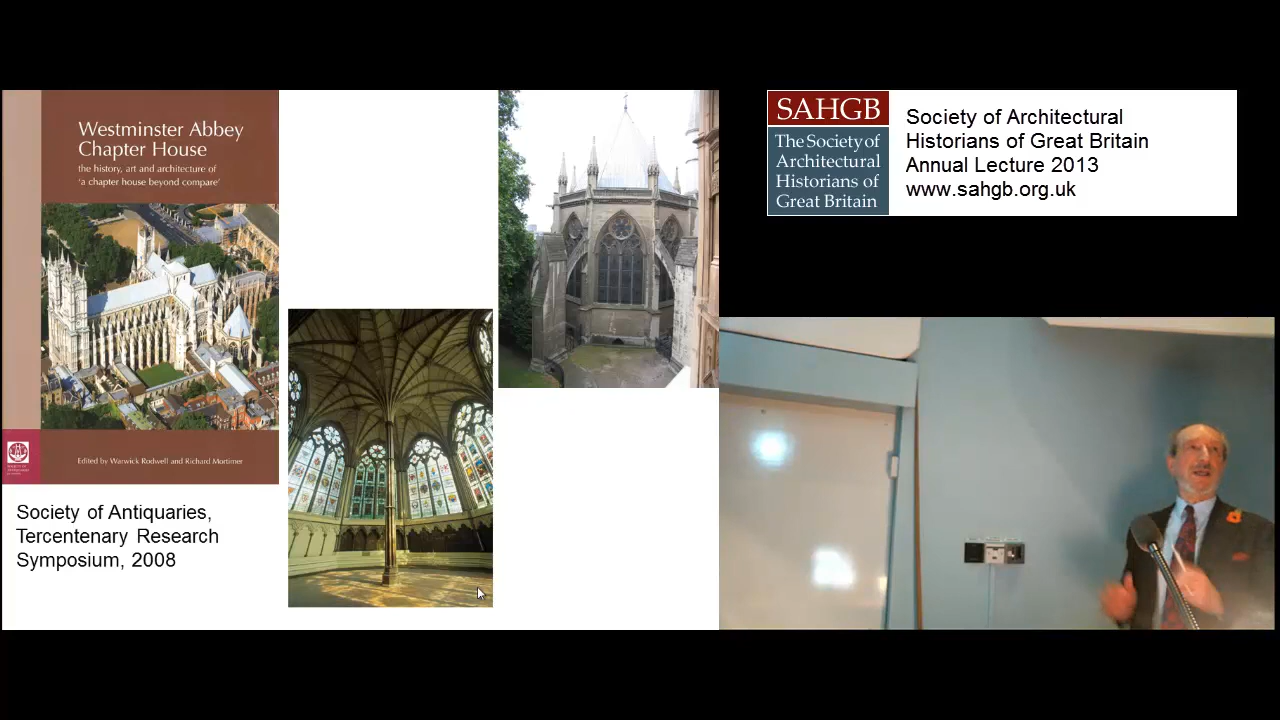 Westminster Abbey
Chapter House
the history, art and architecture of
'a chapter house beyond compare'
Edited by Warwick Rodwell and Richard Mortimer
Society of Antiquaries,
Tercentenary Research
Symposium, 2008
SAHGB
The Society of
Architectural
Historians of
Great Britain
Society of Architectural
Historians of Great Britain
Annual Lecture 2013
www.sahgb.org.uk